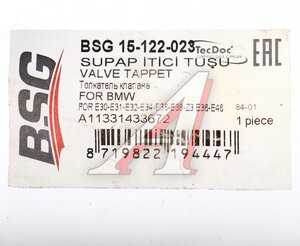 BSG
BSG 15-122-023
TecDoc
EAC
SUPAP İTİCİ TUŞU
VALVE TAPPET
Толкатель клапана
FOR BMW
FOR E30-E31-E32-E34-E36-E38-Z3 E36-E46 84-01
A11331433672 1 piece
8 719822 194447